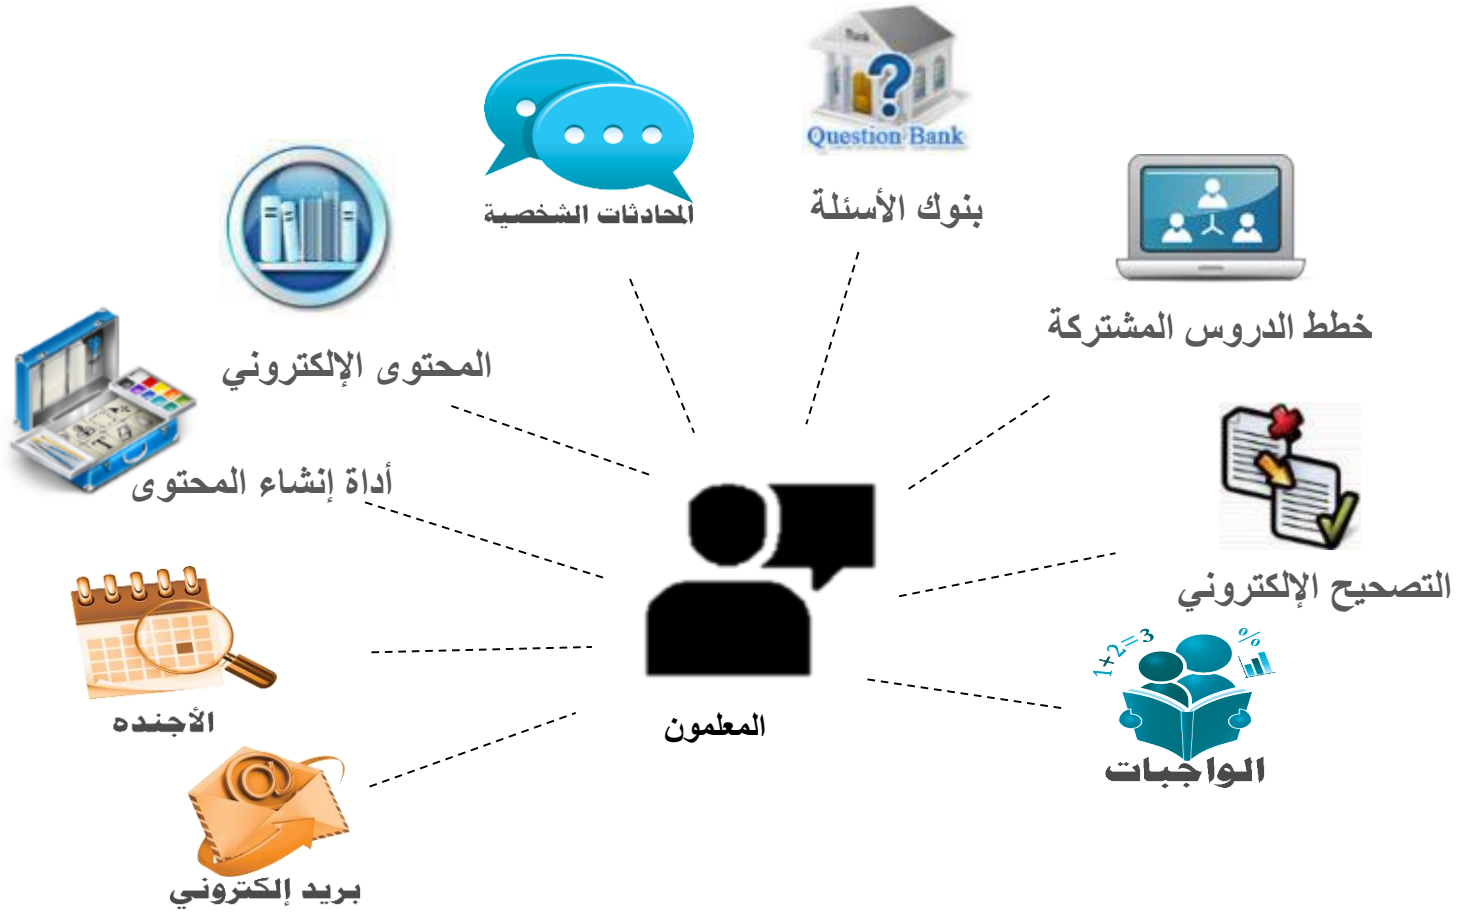 Bank
Question Bank
بنوك الأسئلة
المحادثات الشخصية
خطط الدروس المشتركة
المحتوى الإلكتروني
أداة إنشاء المحتوى
التصحيح الإلكتروني
1+2=3
%
الأجنده
المعلمون
الواجبات
@
بريد إلكتروني